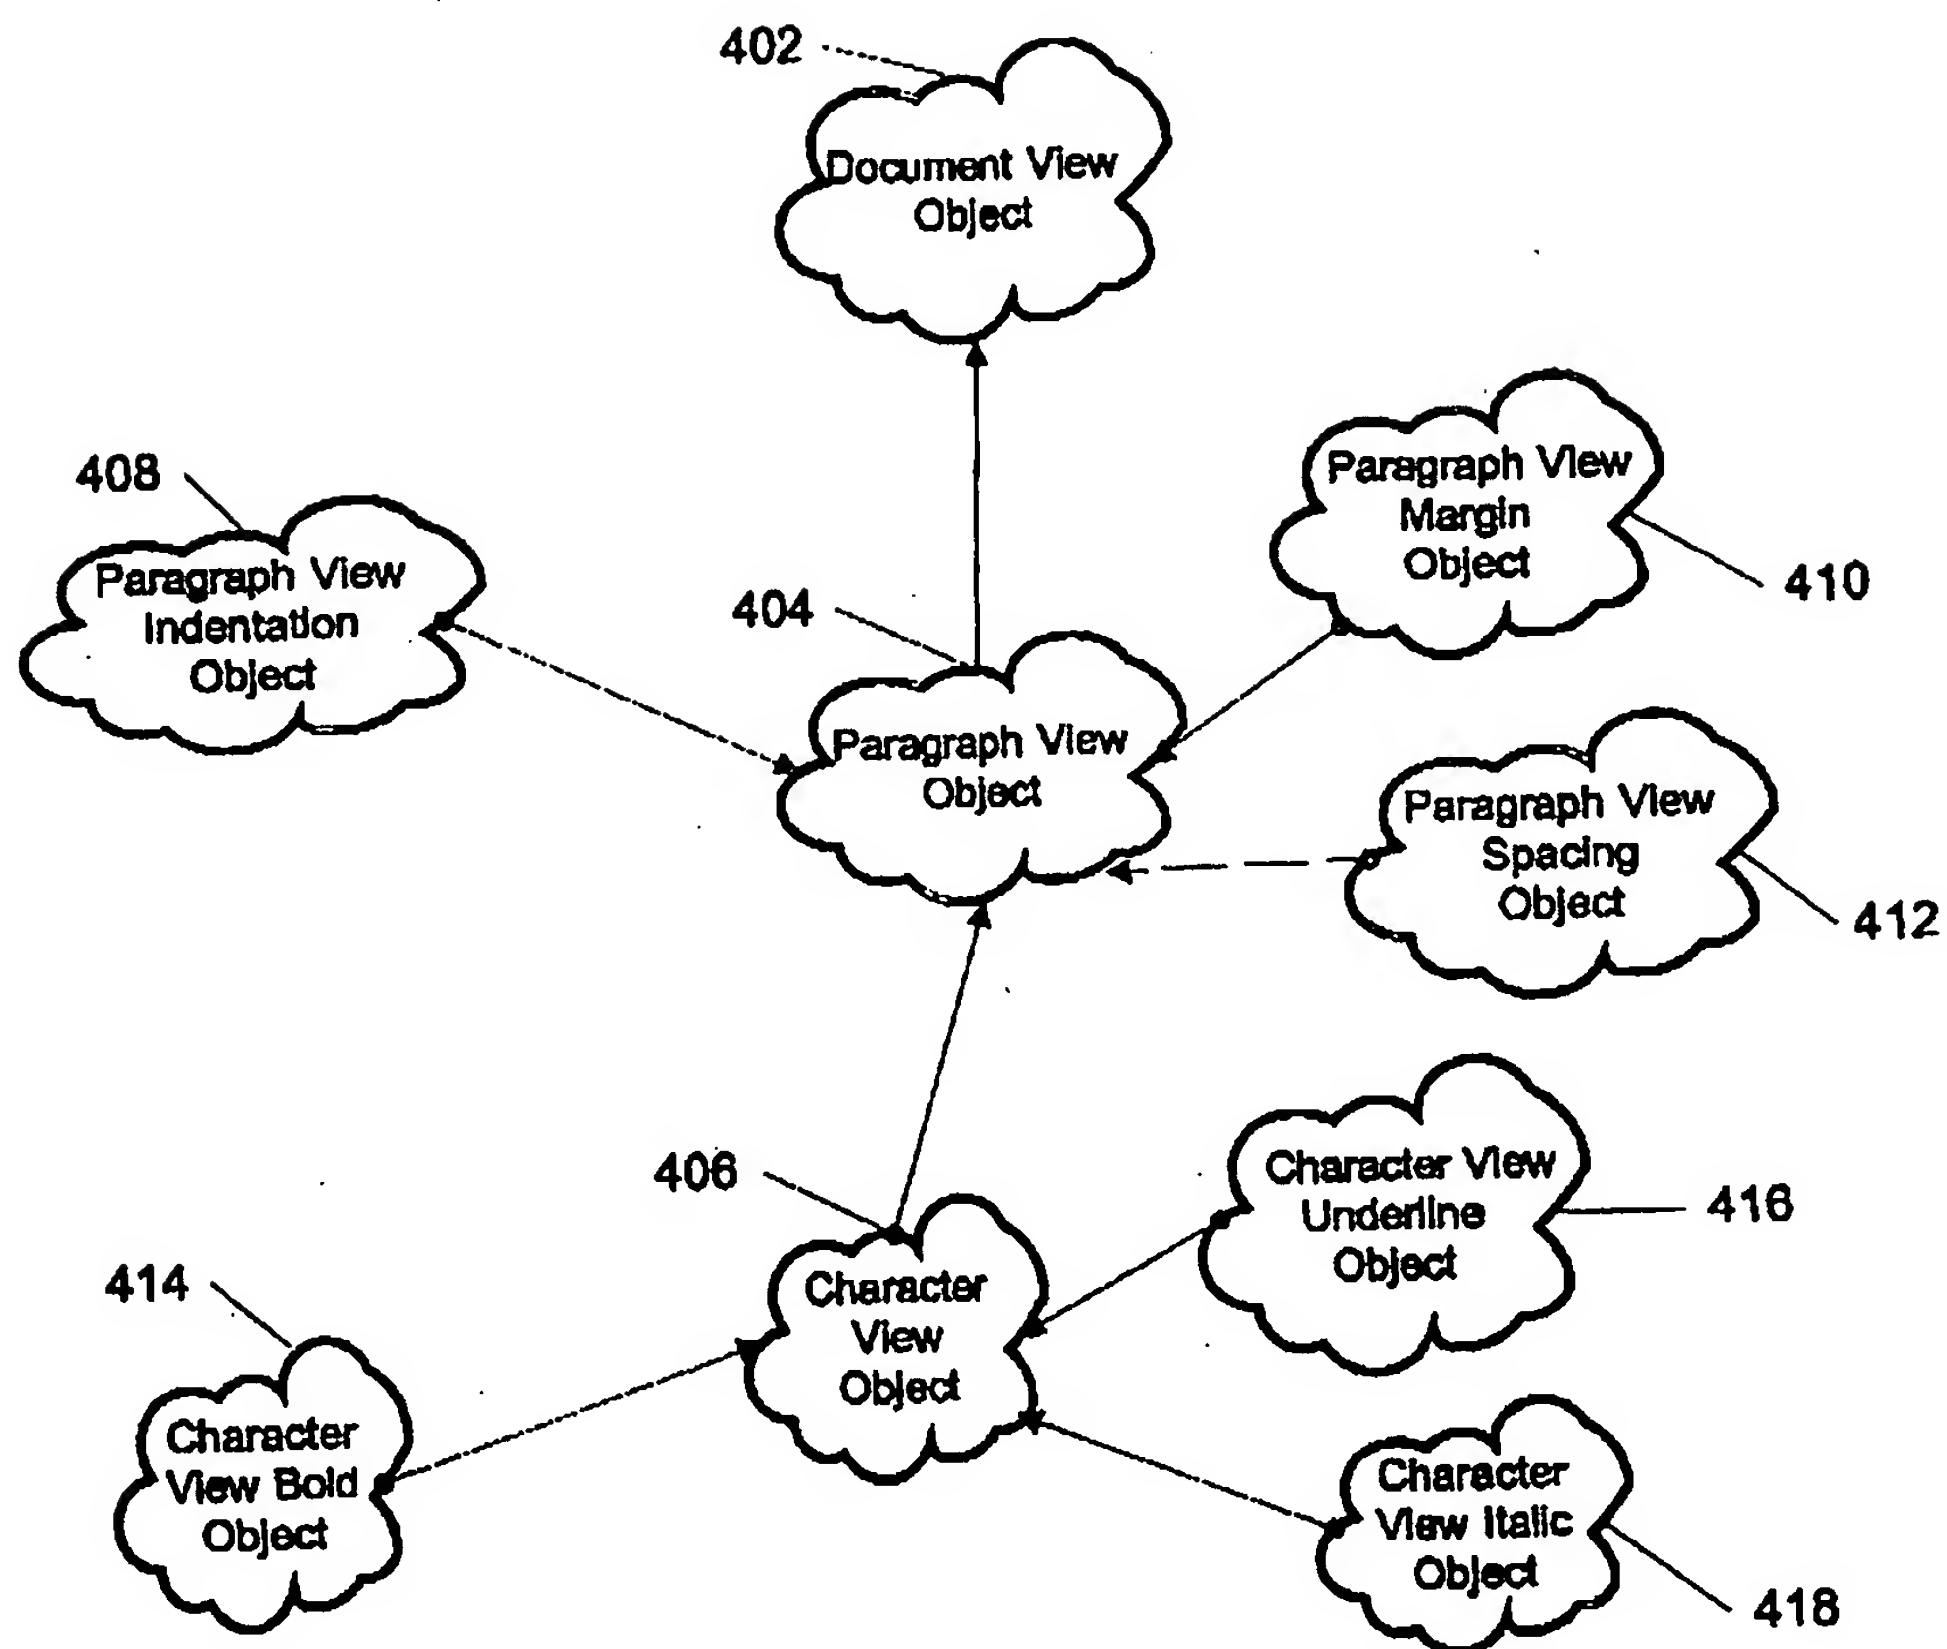 402
Document View
Object
408
Paragraph View
Indentation
Object
Paragraph View
Margin
Object
410
404
Paragraph View
Object
Paragraph View
Spacing
Object
412
406
Character
View
Object
Character View
Underline
Object
416
414
Character
View Bold
Object
Character
View Italic
Object
418